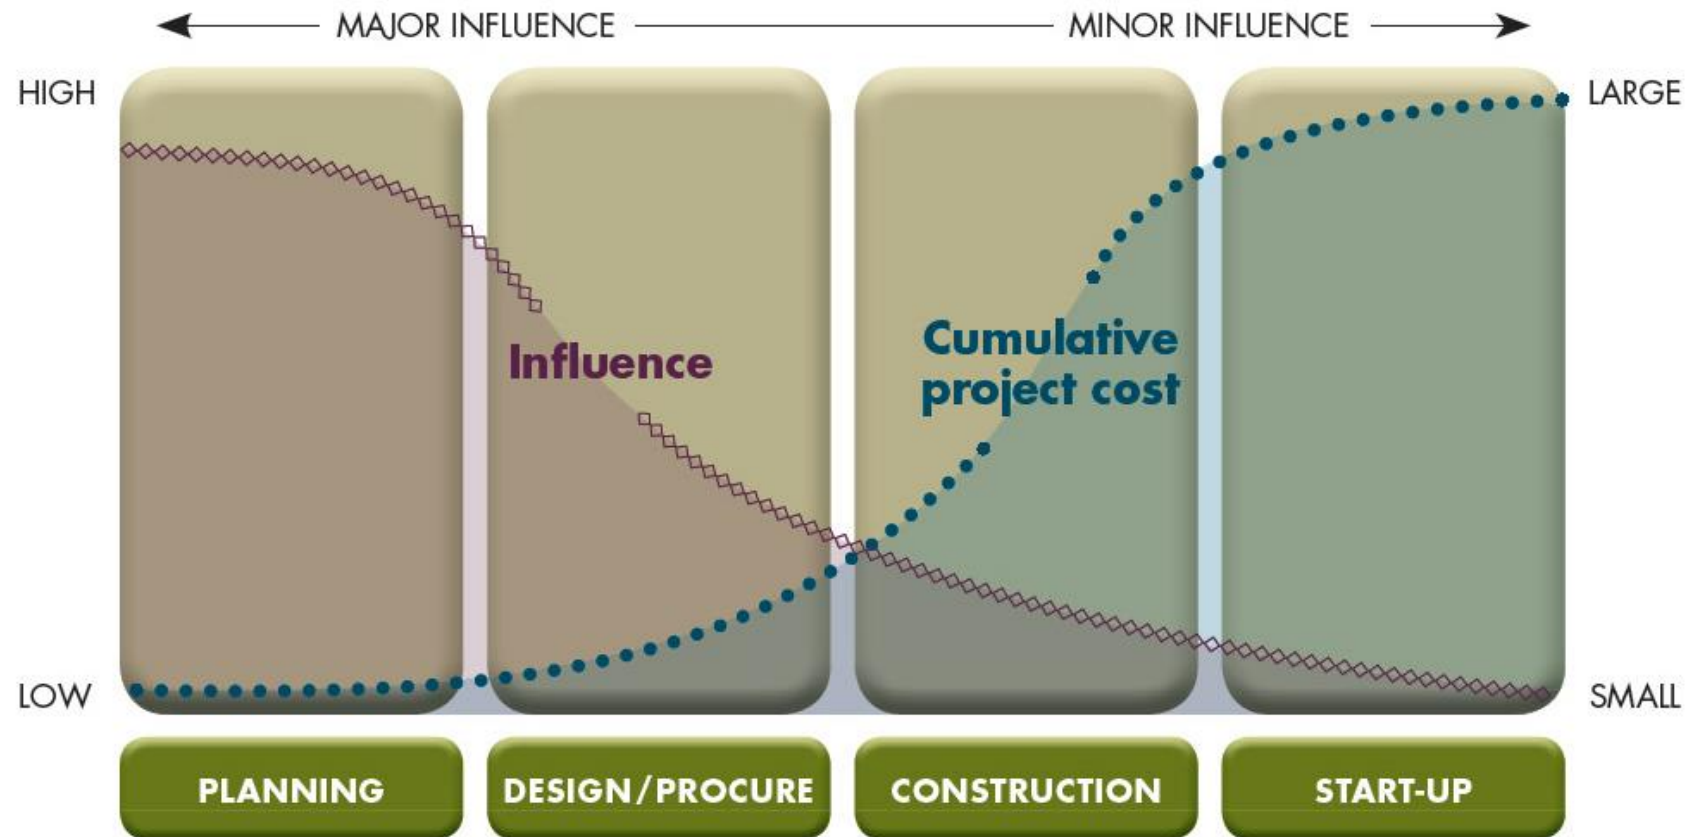 MAJOR INFLUENCE
MINOR INFLUENCE
HIGH
LARGE
Influence
Cumulative
project cost
LOW
SMALL
PLANNING
DESIGN/PROCURE
CONSTRUCTION
START-UP